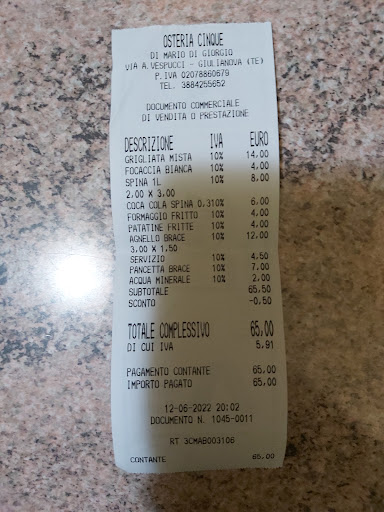 OSTERIA CINQUE
DI MARIO DI GIORGIO
VIA A.VESPUCCI - GIULIANOVA (TE)
P.IVA 02078860679
TEL. 3884255652
DOCUMENTO COMMERCIALE
DI VENDITA O PRESTAZIONE
DESCRIZIONE IVA EURO
GRIGLIATA MISTA 10% 14,00
FOCACCIA BIANCA 10% 4,00
SPINA 1L 10% 8,00
2,00 X 3,00
COCA COLA SPINA 0.310% 6,00
FORMAGGIO FRITTO 10% 4,00
PATATINE FRITTE 10% 4,00
AGNELLO BRACE 10% 12,00
3,00 X 1,50
SERVIZIO 10% 4,50
PANCETTA BRACE 10% 7,00
ACQUA MINERALE 10% 2,00
SUBTOTALE 65,50
SCONTO -0,50
TOTALE COMPLESSIVO 65,00
DI CUI IVA 5,91
PAGAMENTO CONTANTE 65,00
IMPORTO PAGATO 65,00
12-06-2022 20:02
DOCUMENTO N. 1045-0011
RT 3CMAB003106
CONTANTE 65,00